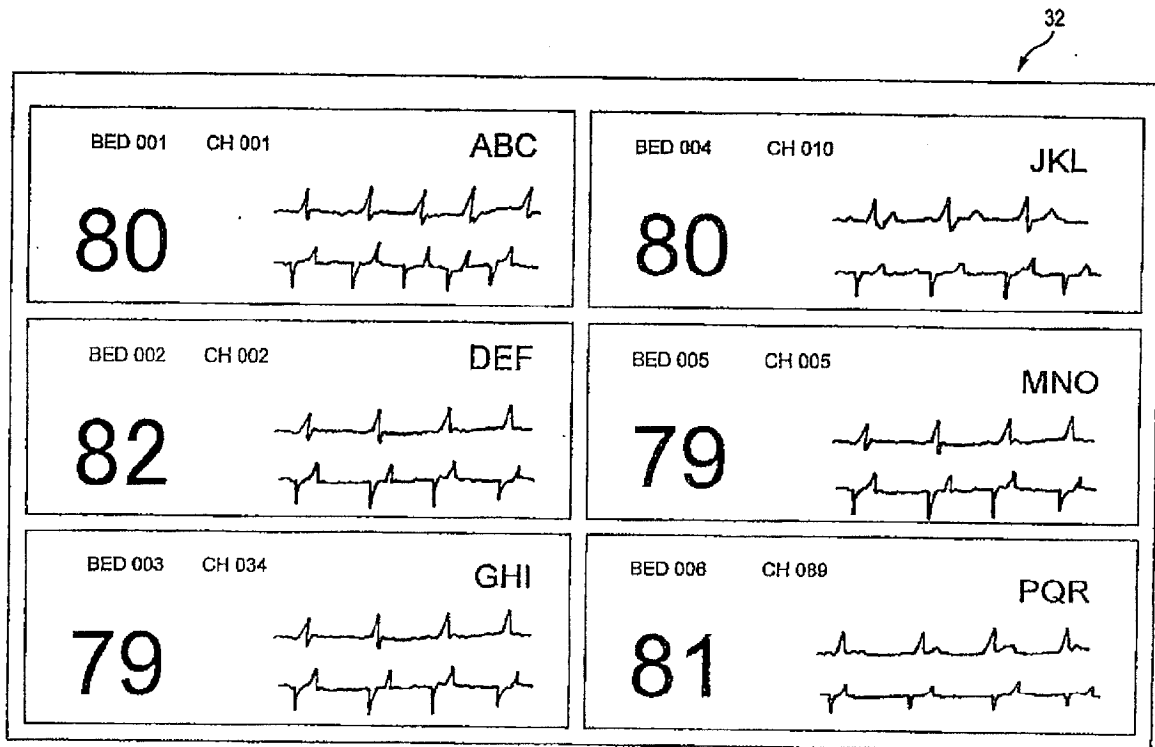 32
BED 001 CH 001 ABC
80
BED 002 CH 002 DEF
82
BED 003 CH 034 GHI
79
BED 004 CH 010 JKL
80
BED 005 CH 005 MNO
79
BED 006 CH 089 PQR
81